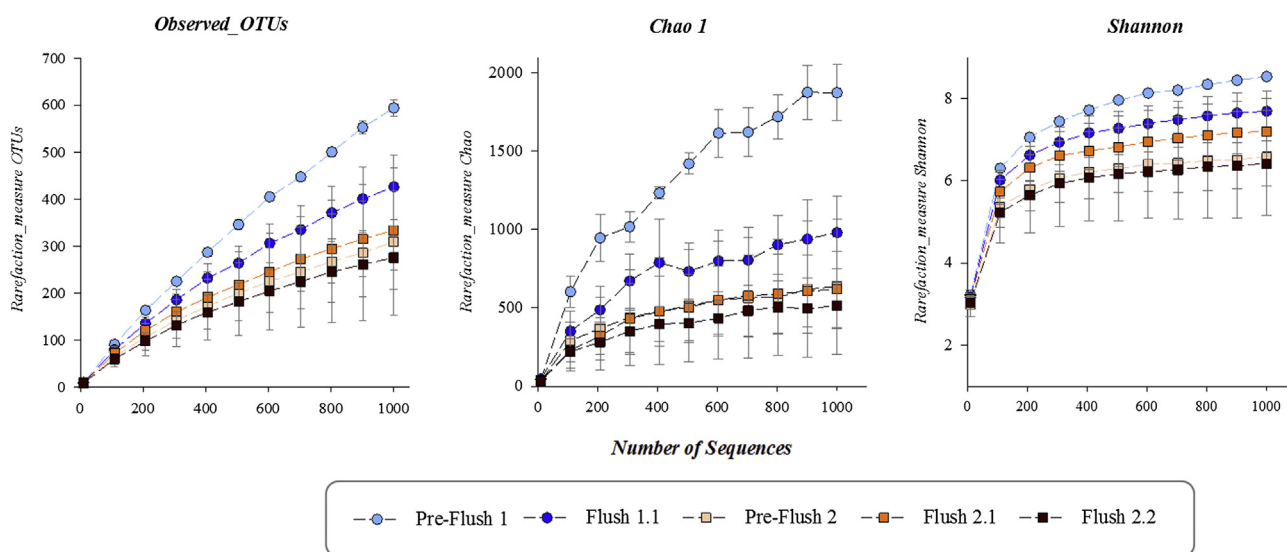 Observed_OTUs
Chao 1
Shannon
Rarefaction_measure OTUs
700
600
500
400
300
200
100
0
0 200 400 600 800 1000
Rarefaction_measure Chao
2000
1500
1000
500
0
0 200 400 600 800 1000
Rarefaction_measure Shannon
8
6
4
2
0 200 400 600 800 1000
Number of Sequences
Pre-Flush 1 Flush 1.1 Pre-Flush 2 Flush 2.1 Flush 2.2